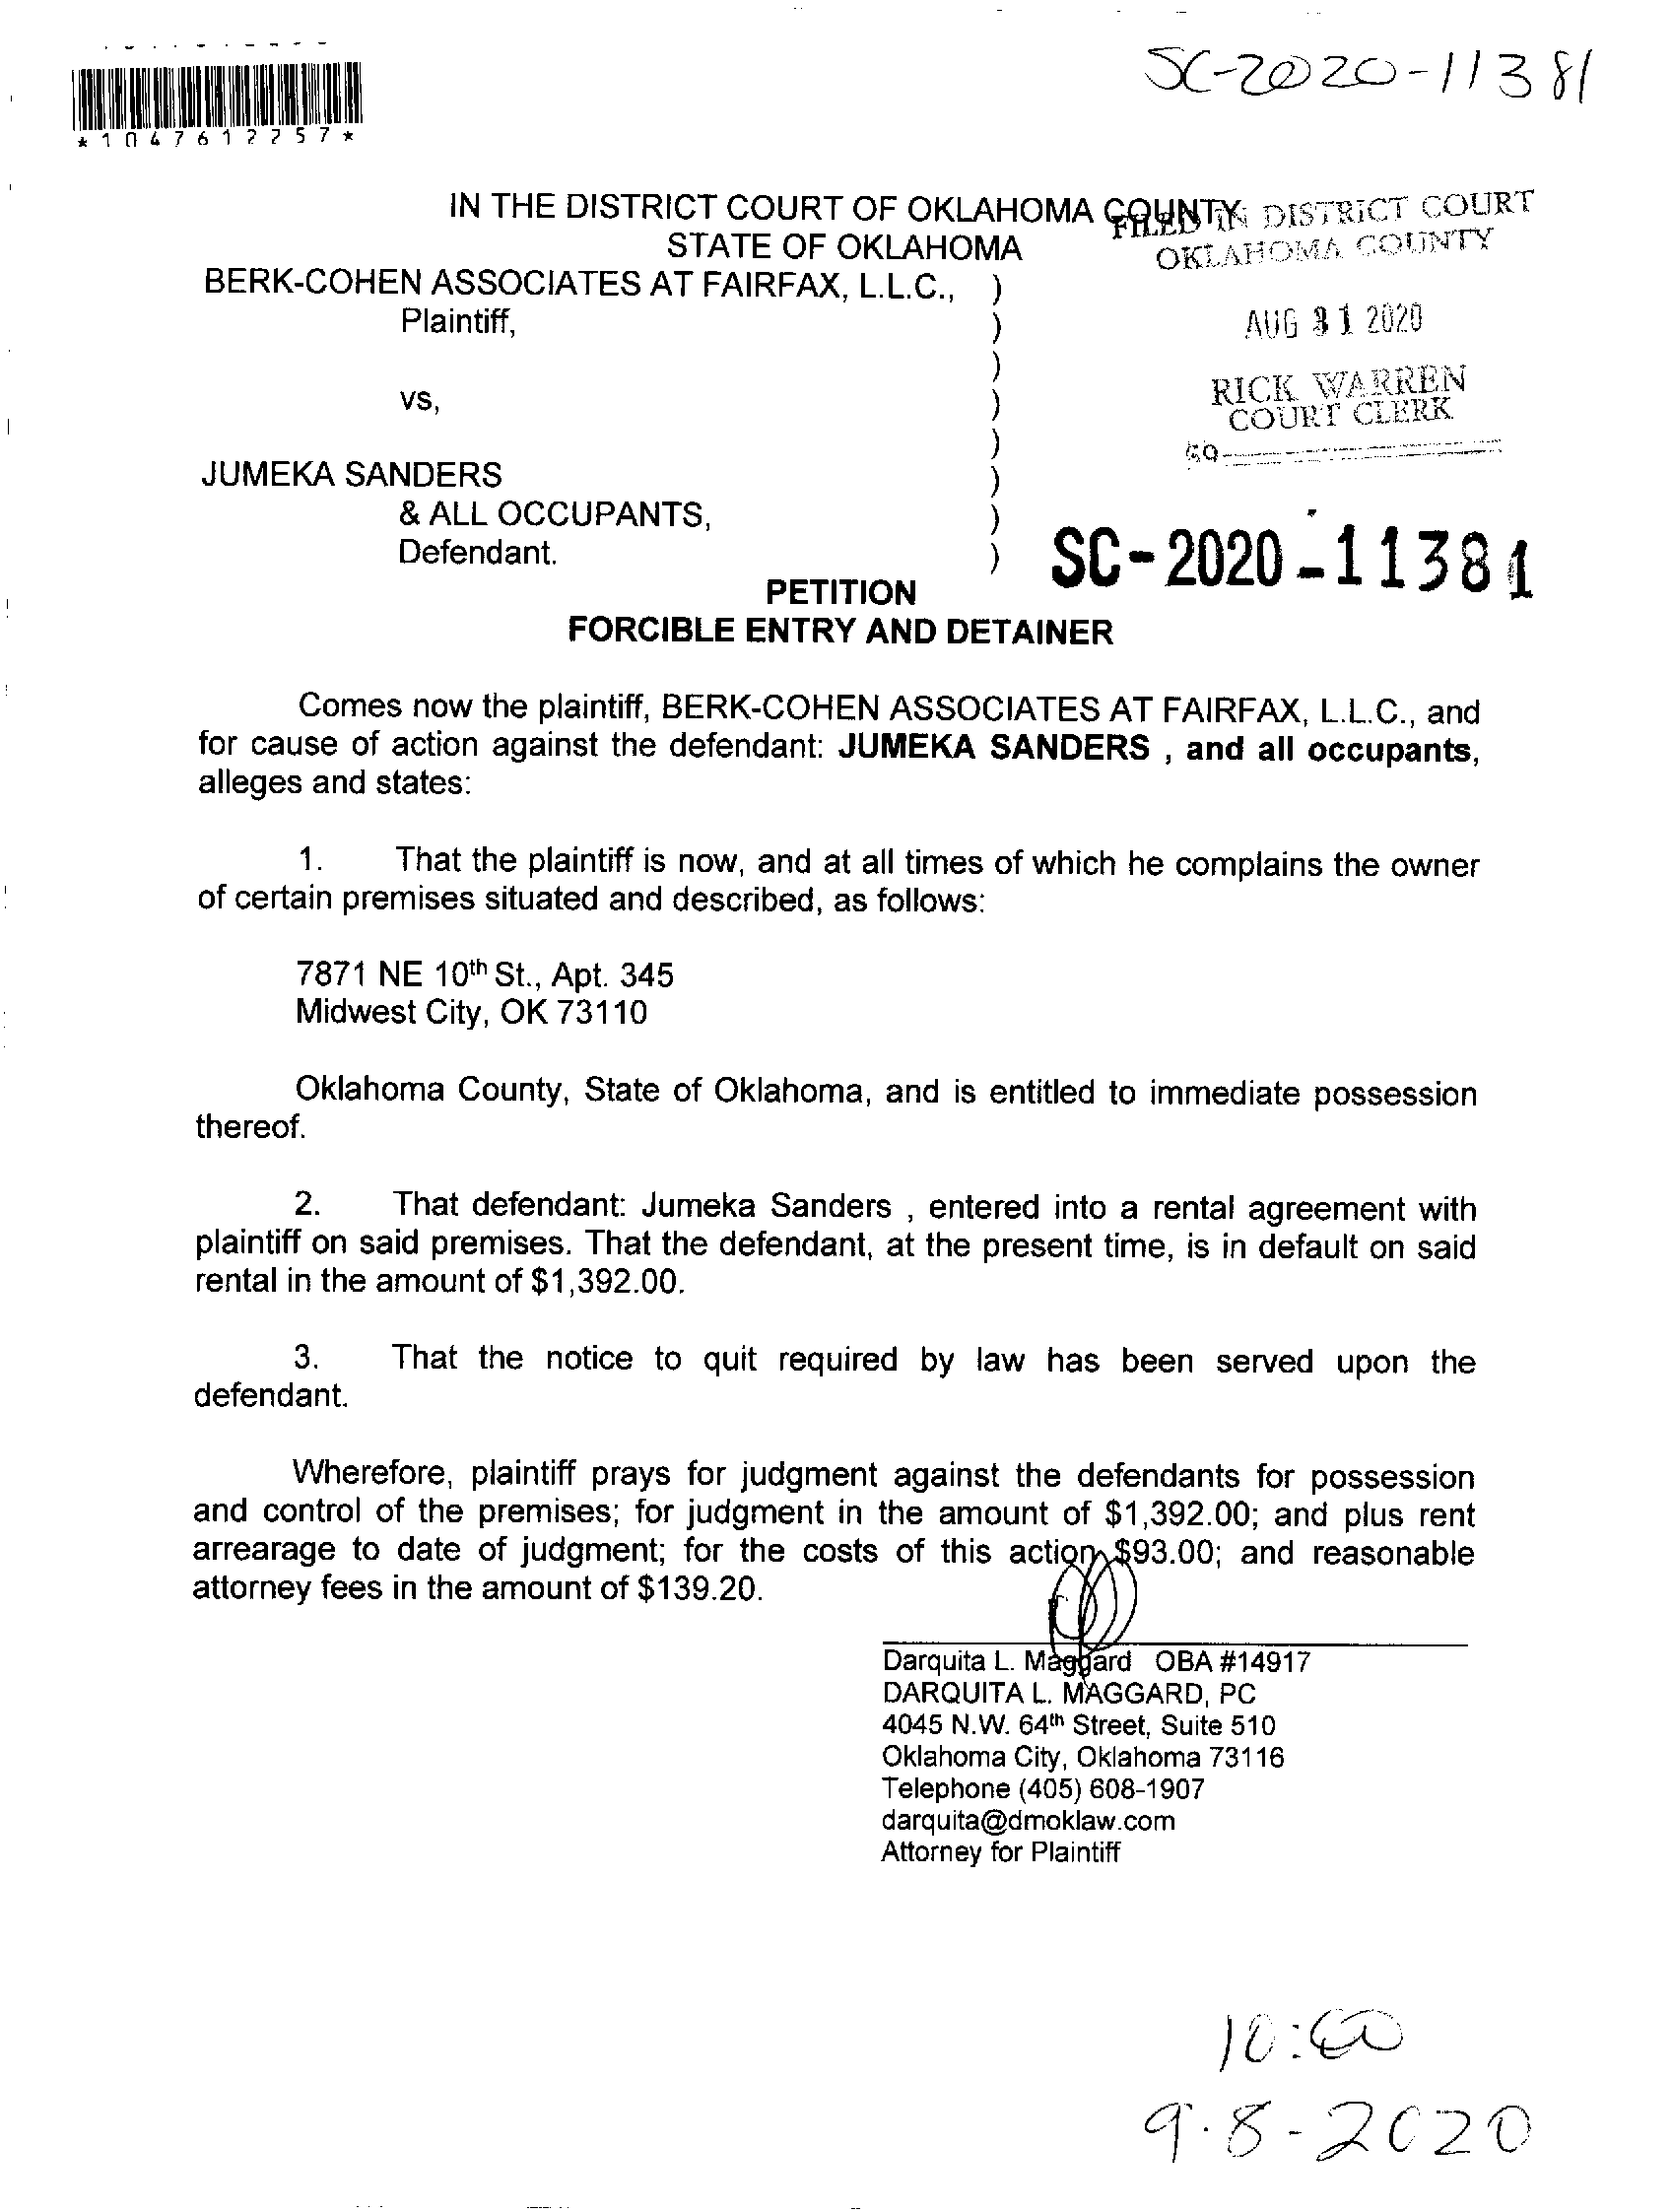 SC-2020-11381
*1047612257*
IN THE DISTRICT COURT OF OKLAHOMA COUNTY
FILED IN DISTRICT COURT
STATE OF OKLAHOMA
OKLAHOMA COUNTY
BERK-COHEN ASSOCIATES AT FAIRFAX, L.L.C., )
Plaintiff, )
AUG 31 2020
)
RICK WARREN
vs, )
COURT CLERK
)
JUMEKA SANDERS )
& ALL OCCUPANTS, )
Defendant. )
SC-2020-11381
PETITION
FORCIBLE ENTRY AND DETAINER
Comes now the plaintiff, BERK-COHEN ASSOCIATES AT FAIRFAX, L.L.C., and
for cause of action against the defendant: JUMEKA SANDERS , and all occupants,
alleges and states:
1. That the plaintiff is now, and at all times of which he complains the owner
of certain premises situated and described, as follows:
7871 NE 10th St., Apt. 345
Midwest City, OK 73110
Oklahoma County, State of Oklahoma, and is entitled to immediate possession
thereof.
2. That defendant: Jumeka Sanders , entered into a rental agreement with
plaintiff on said premises. That the defendant, at the present time, is in default on said
rental in the amount of $1,392.00.
3. That the notice to quit required by law has been served upon the
defendant.
Wherefore, plaintiff prays for judgment against the defendants for possession
and control of the premises; for judgment in the amount of $1,392.00; and plus rent
arrearage to date of judgment; for the costs of this action $93.00; and reasonable
attorney fees in the amount of $139.20.
Darquita L. Maggard OBA #14917
DARQUITA L. MAGGARD, PC
4045 N.W. 64th Street, Suite 510
Oklahoma City, Oklahoma 73116
Telephone (405) 608-1907
darquita@dmoklaw.com
Attorney for Plaintiff
10:00
9-8-2020